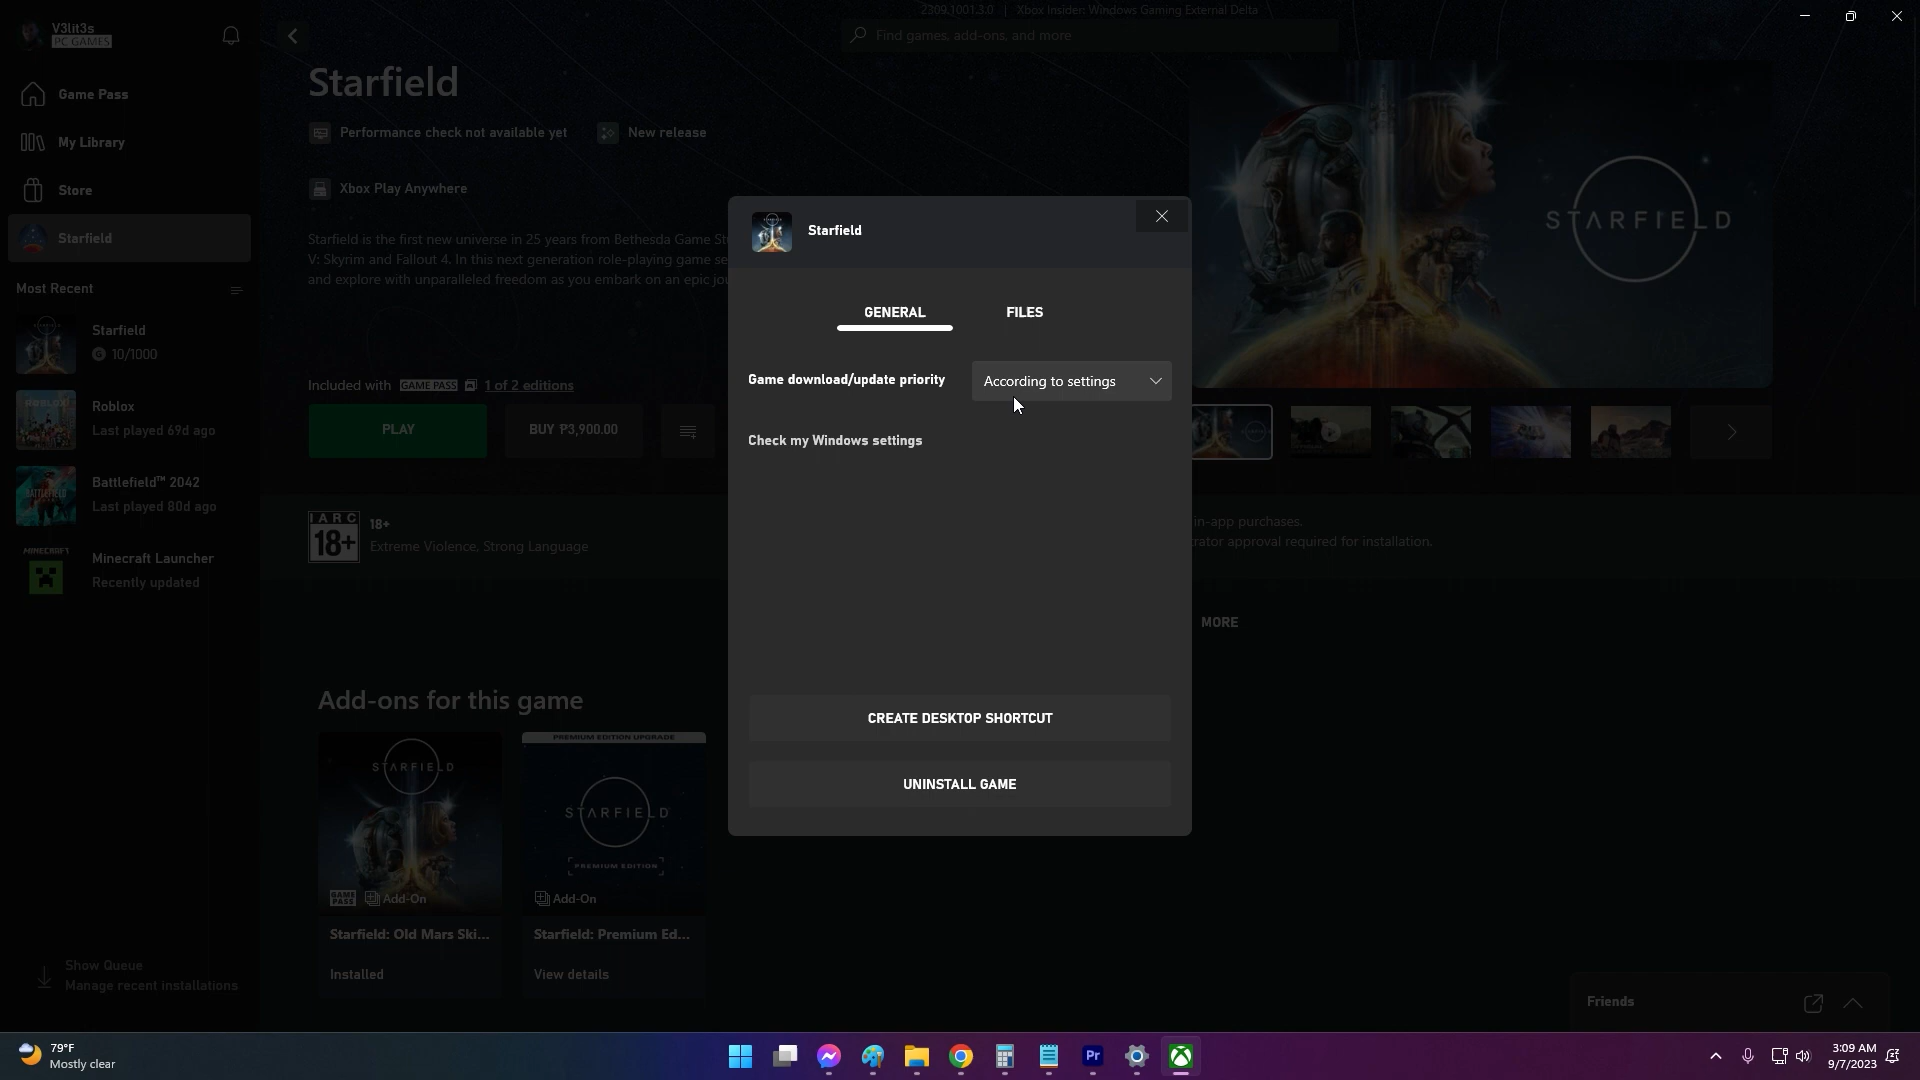 2309.1001.3.0 | Xbox Insider: Windows Gaming External Delta
V3lit3s
PC GAMES
Find games, add-ons, and more
Game Pass
My Library
Store
Starfield
Most Recent
Starfield
10/1000
Roblox
Last played 69d ago
Battlefield™ 2042
Last played 80d ago
Minecraft Launcher
Recently updated
Show Queue
Manage recent installations
Starfield
Performance check not available yet
New release
Xbox Play Anywhere
Starfield is the first new universe in 25 years from Bethesda Game
V: Skyrim and Fallout 4. In this next generation role-playing game
and explore with unparalleled freedom as you embark on an epic
Included with GAME PASS 1 of 2 editions
PLAY
BUY ₱3,900.00
IARC
18+
18+
Extreme Violence, Strong Language
in-app purchases.
approval required for installation.
MORE
STARFIELD
Starfield
GENERAL
FILES
Game download/update priority
According to settings
Check my Windows settings
CREATE DESKTOP SHORTCUT
UNINSTALL GAME
Add-ons for this game
STARFIELD
GAME PASS
Add-On
Starfield: Old Mars Ski...
Installed
PREMIUM EDITION UPGRADE
STARFIELD
PREMIUM EDITION
Add-On
Starfield: Premium Ed...
View details
Friends
79°F
Mostly clear
Pr
3:09 AM
9/7/2023